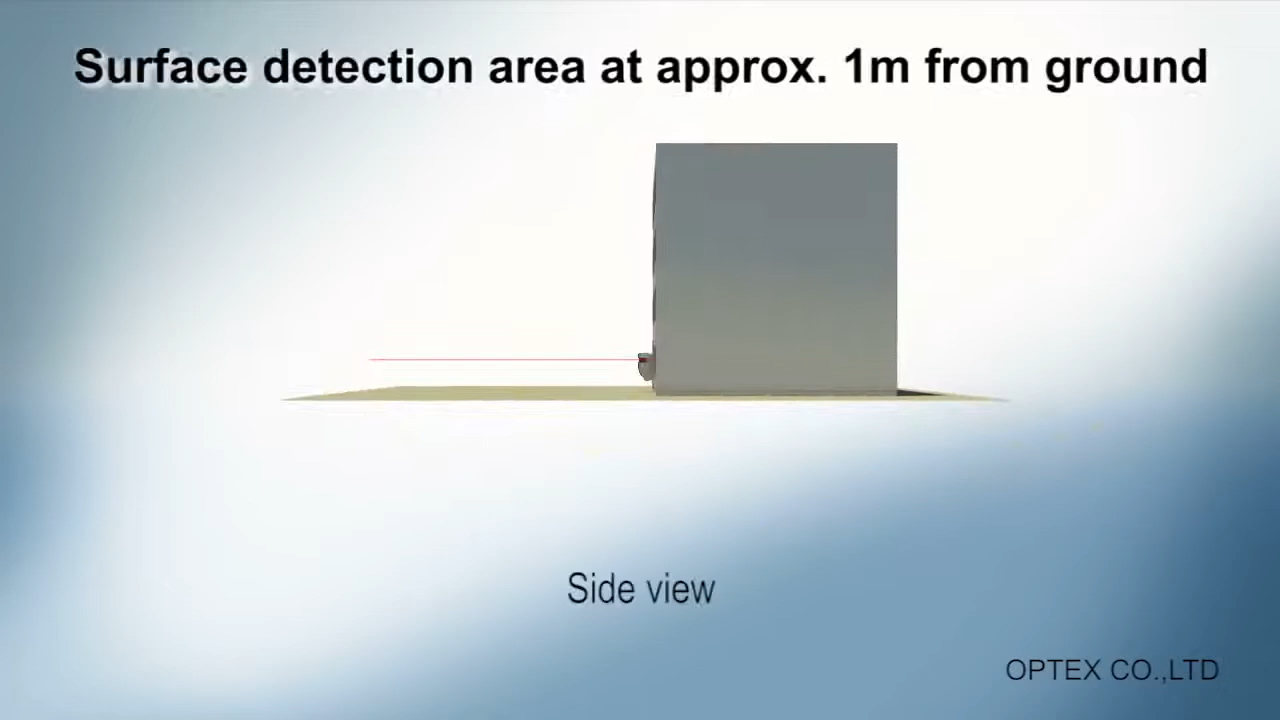 Surface detection area at approx. 1m from ground
Side view
OPTEX CO.,LTD